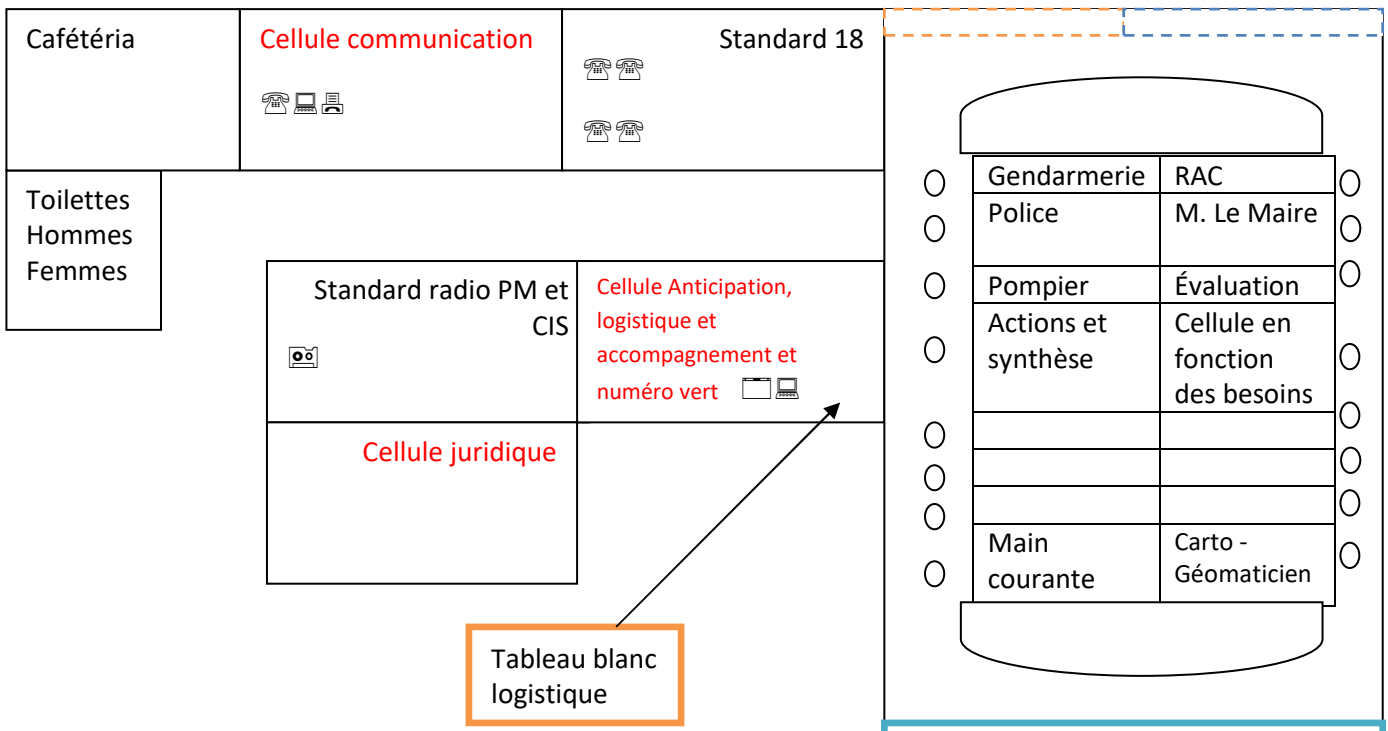 Cafétéria
Cellule communication
Standard 18
Toilettes
Hommes
Femmes
Standard radio PM et
CIS
Cellule Anticipation,
logistique et
accompagnement et
numéro vert
Cellule juridique
Tableau blanc
logistique
Gendarmerie
RAC
Police
M. Le Maire
Pompier
Évaluation
Actions et
synthèse
Cellule en
fonction
des besoins
Main
courante
Carto -
Géomaticien